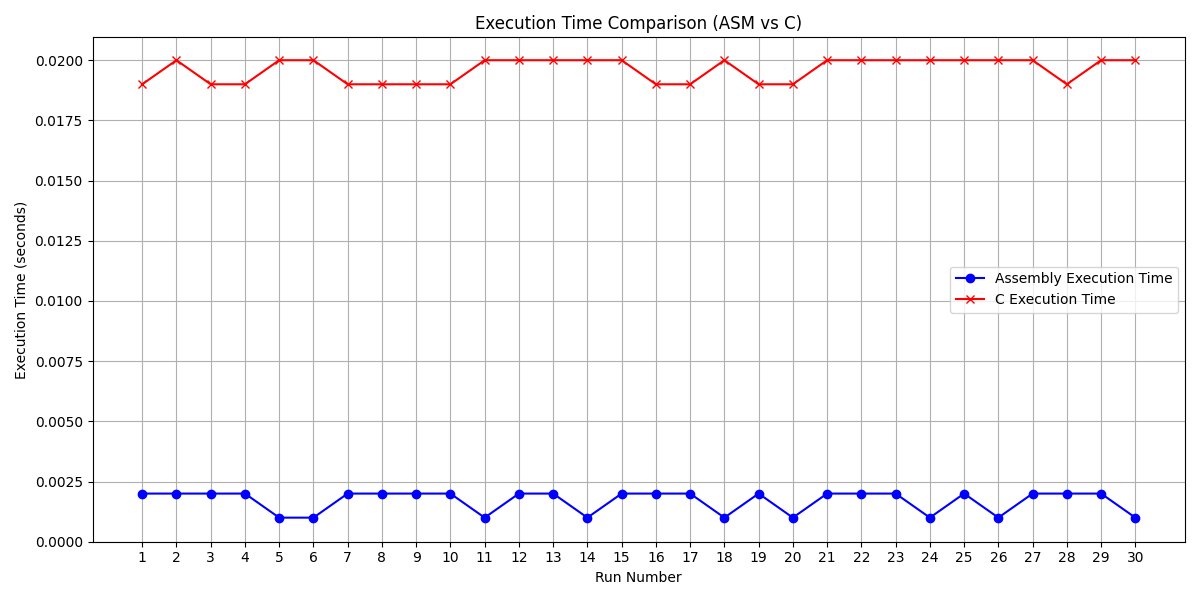 Execution Time Comparison (ASM vs C)
Execution Time (seconds)
0.0200
0.0175
0.0150
0.0125
0.0100
0.0075
0.0050
0.0025
0.0000
Assembly Execution Time
C Execution Time
1 2 3 4 5 6 7 8 9 10 11 12 13 14 15 16 17 18 19 20 21 22 23 24 25 26 27 28 29 30
Run Number